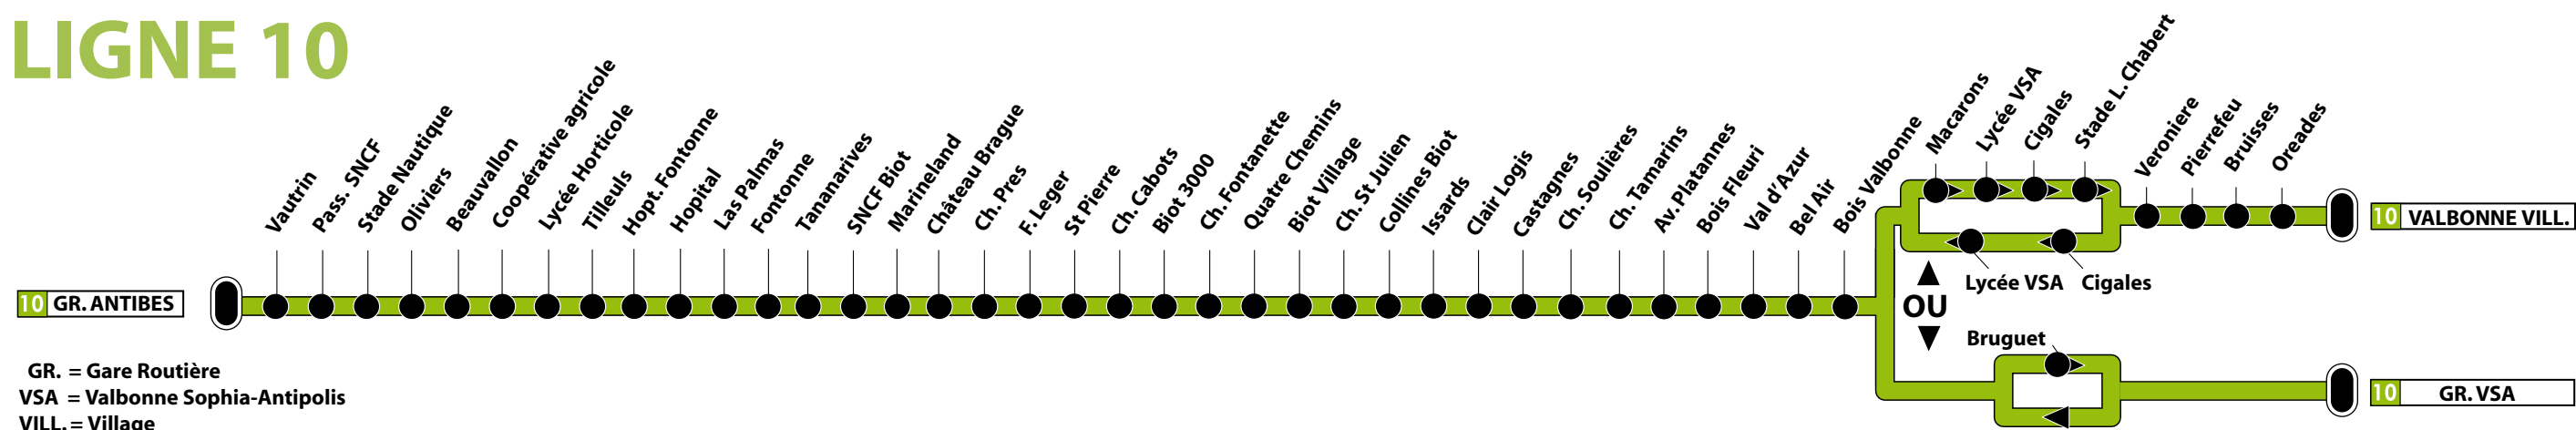 LIGNE 10
Vautrin
Pass. SNCF
Stade Nautique
Oliviers
Beauvallon
Coopérative agricole
Lycée Horticole
Tilleuls
Hopt. Fontonne
Hopital
Las Palmas
Fontonne
Tananarives
SNCF Biot
Marineland
Château Brague
Ch. Pres
F. Leger
St Pierre
Ch. Cabots
Biot 3000
Ch. Fontanette
Quatre Chemins
Biot Village
Ch. St Julien
Collines Biot
Issards
Clair Logis
Castagnes
Ch. Soulières
Ch. Tamarins
Av. Platannes
Bois Fleuri
Val d'Azur
Bel Air
Bois Valbonne
Macarons
Lycée VSA
Cigales
Stade L. Chabert
Veroniere
Pierrefeu
Bruisses
Oreades
10 VALBONNE VILL.
Lycée VSA Cigales
10 GR. ANTIBES
OU
Bruguet
10 GR. VSA
GR. = Gare Routière
VSA = Valbonne Sophia-Antipolis
VILL. = Village